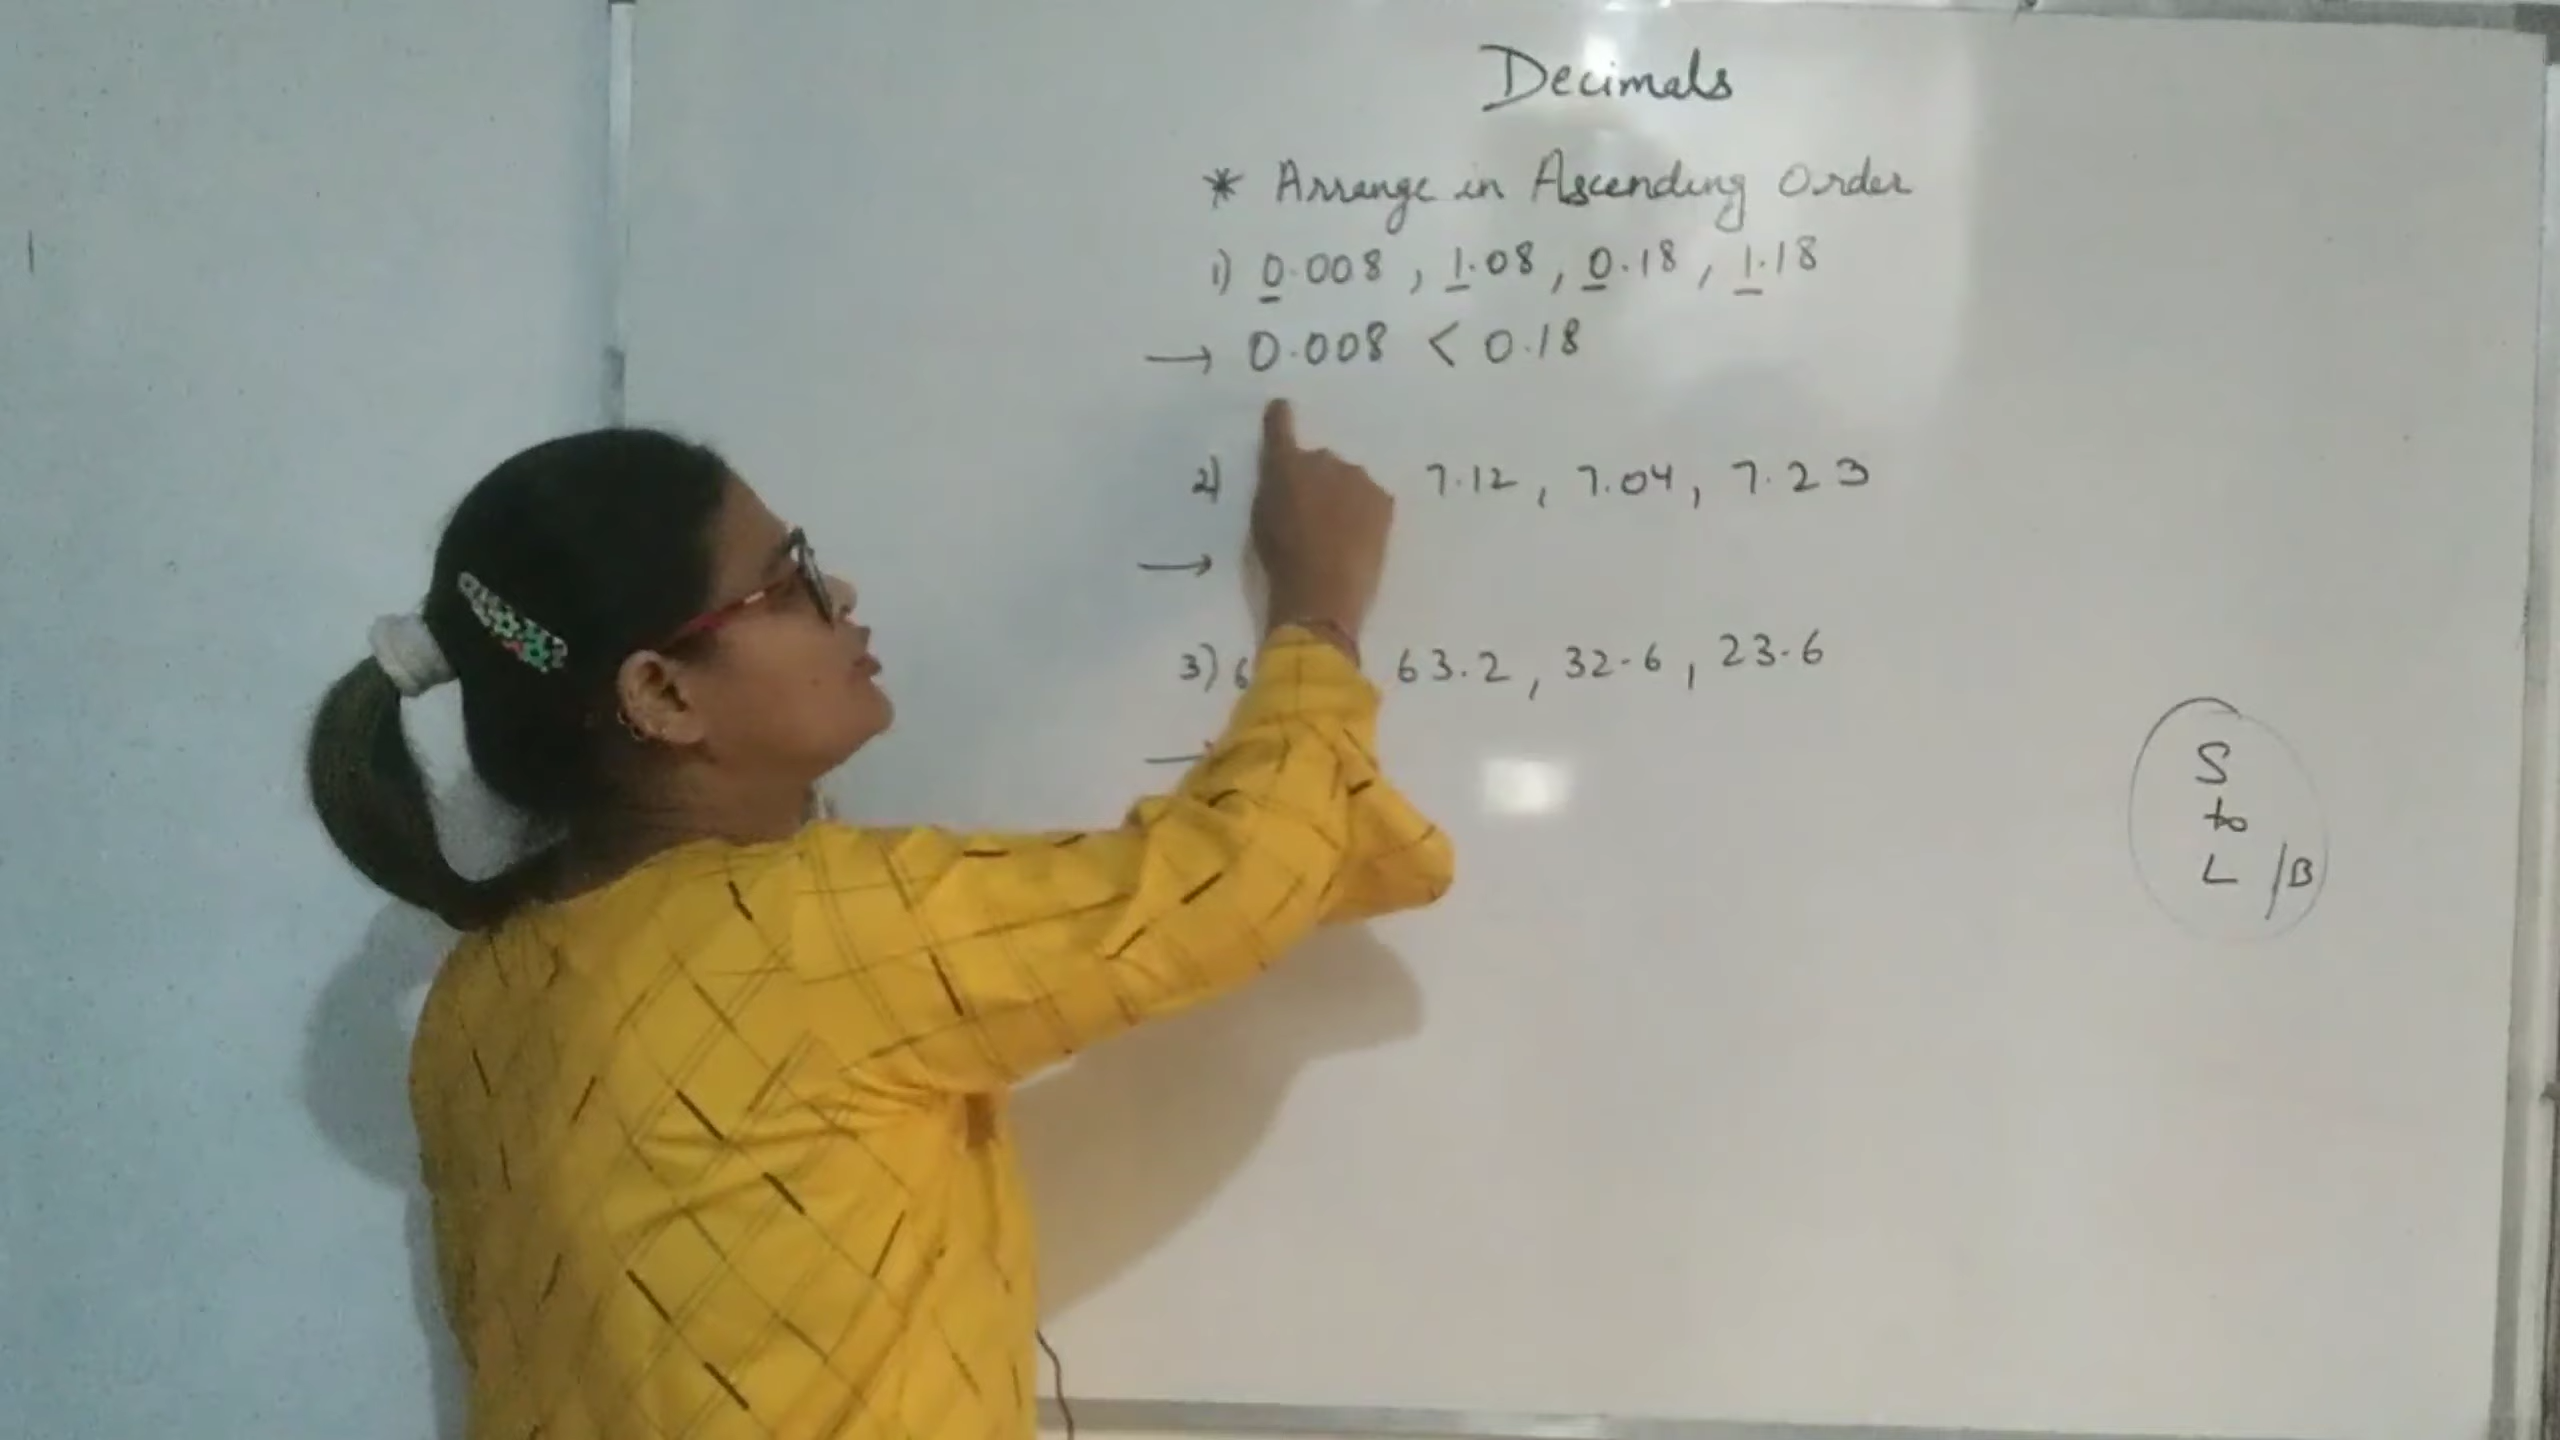 Decimals
* Arrange in Ascending Order
1) 0.008 , 1.08 , 0.18 , 1.18
→ 0.008 < 0.18
2) 7.12 , 7.04 , 7.23
→
3) 6 63.2 , 32.6 , 23.6
S
to
L /B